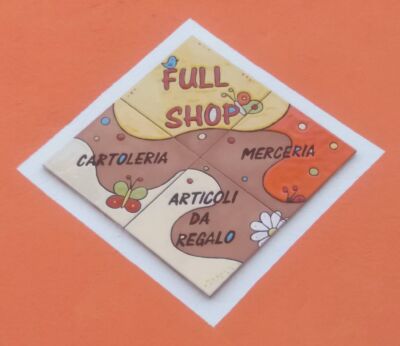 FULL
SHOP
CARTOLERIA
MERCERIA
ARTICOLI
DA
REGALO